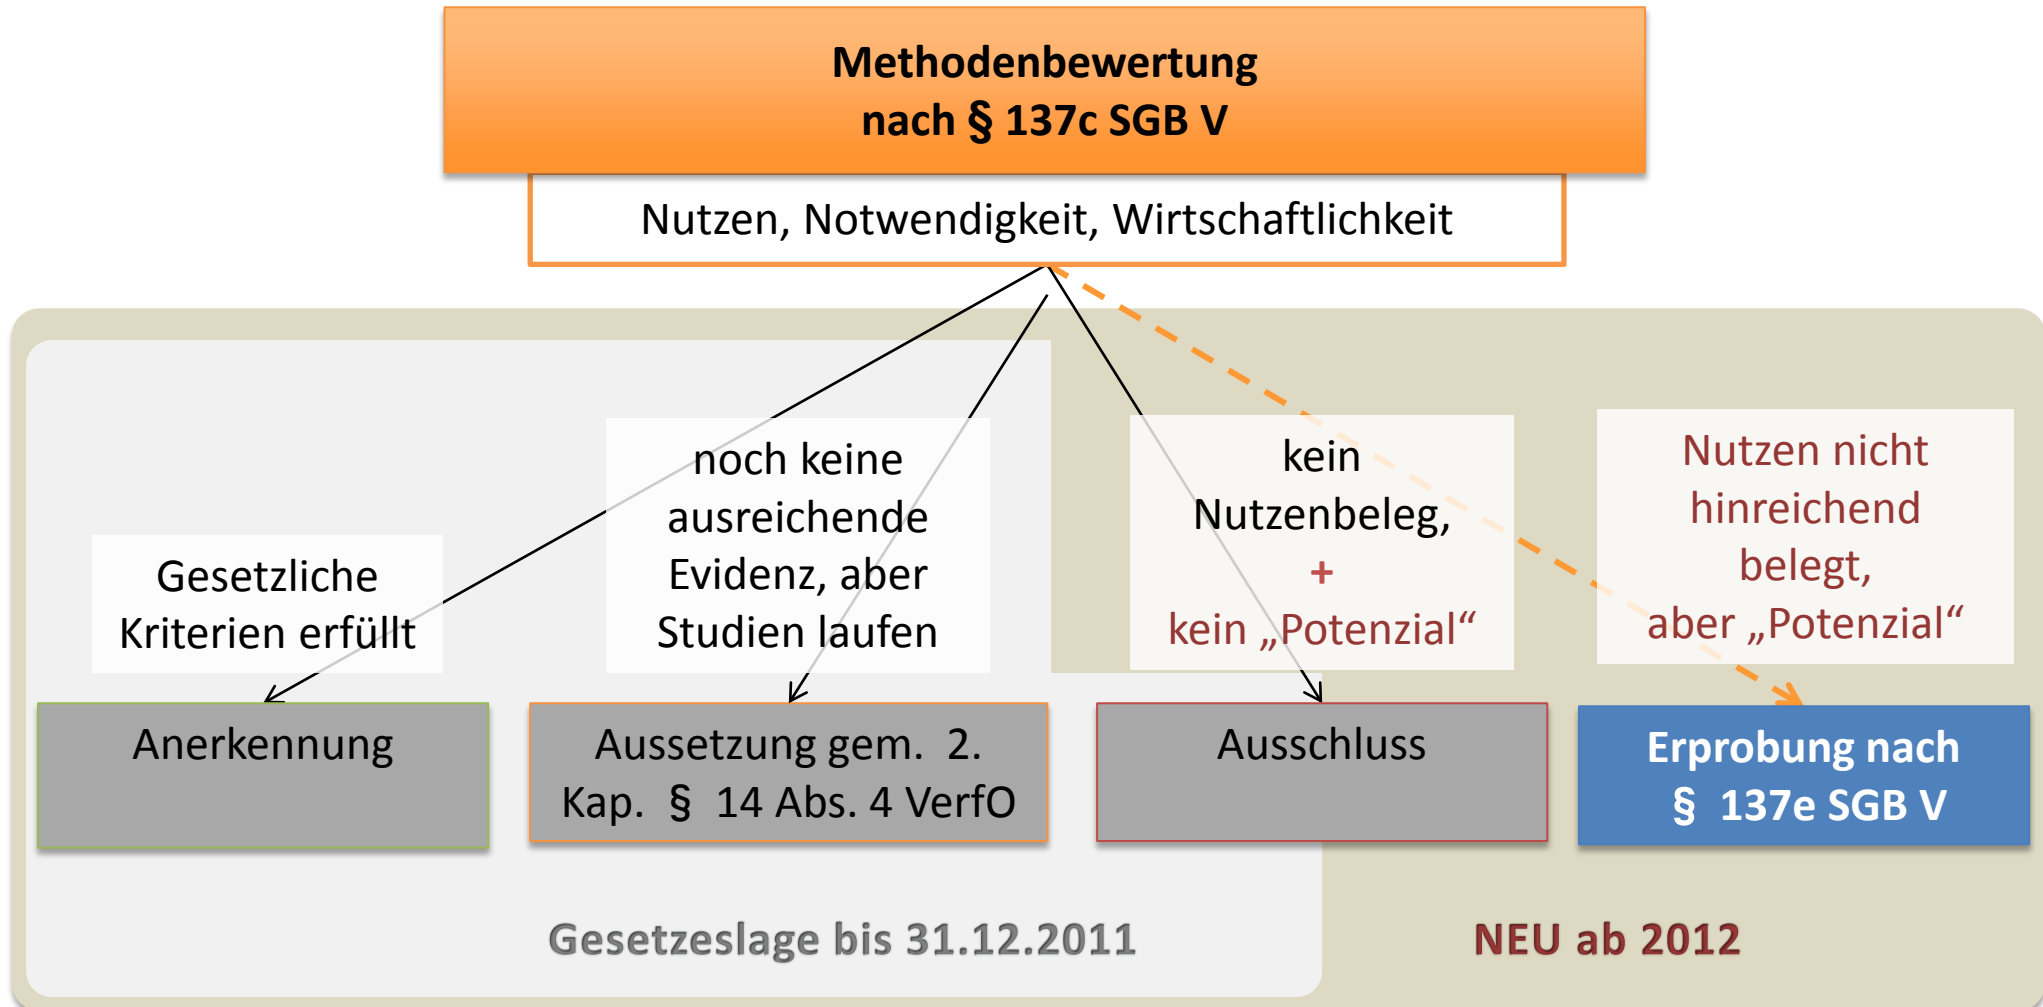 Methodenbewertung
nach § 137c SGB V
Nutzen, Notwendigkeit, Wirtschaftlichkeit
Gesetzliche
Kriterien erfüllt
noch keine
ausreichende
Evidenz, aber
Studien laufen
kein
Nutzenbeleg,
+
kein „Potenzial“
Nutzen nicht
hinreichend
belegt,
aber „Potenzial“
Anerkennung
Aussetzung gem. 2.
Kap. § 14 Abs. 4 VerfO
Ausschluss
Erprobung nach
§ 137e SGB V
Gesetzeslage bis 31.12.2011
NEU ab 2012